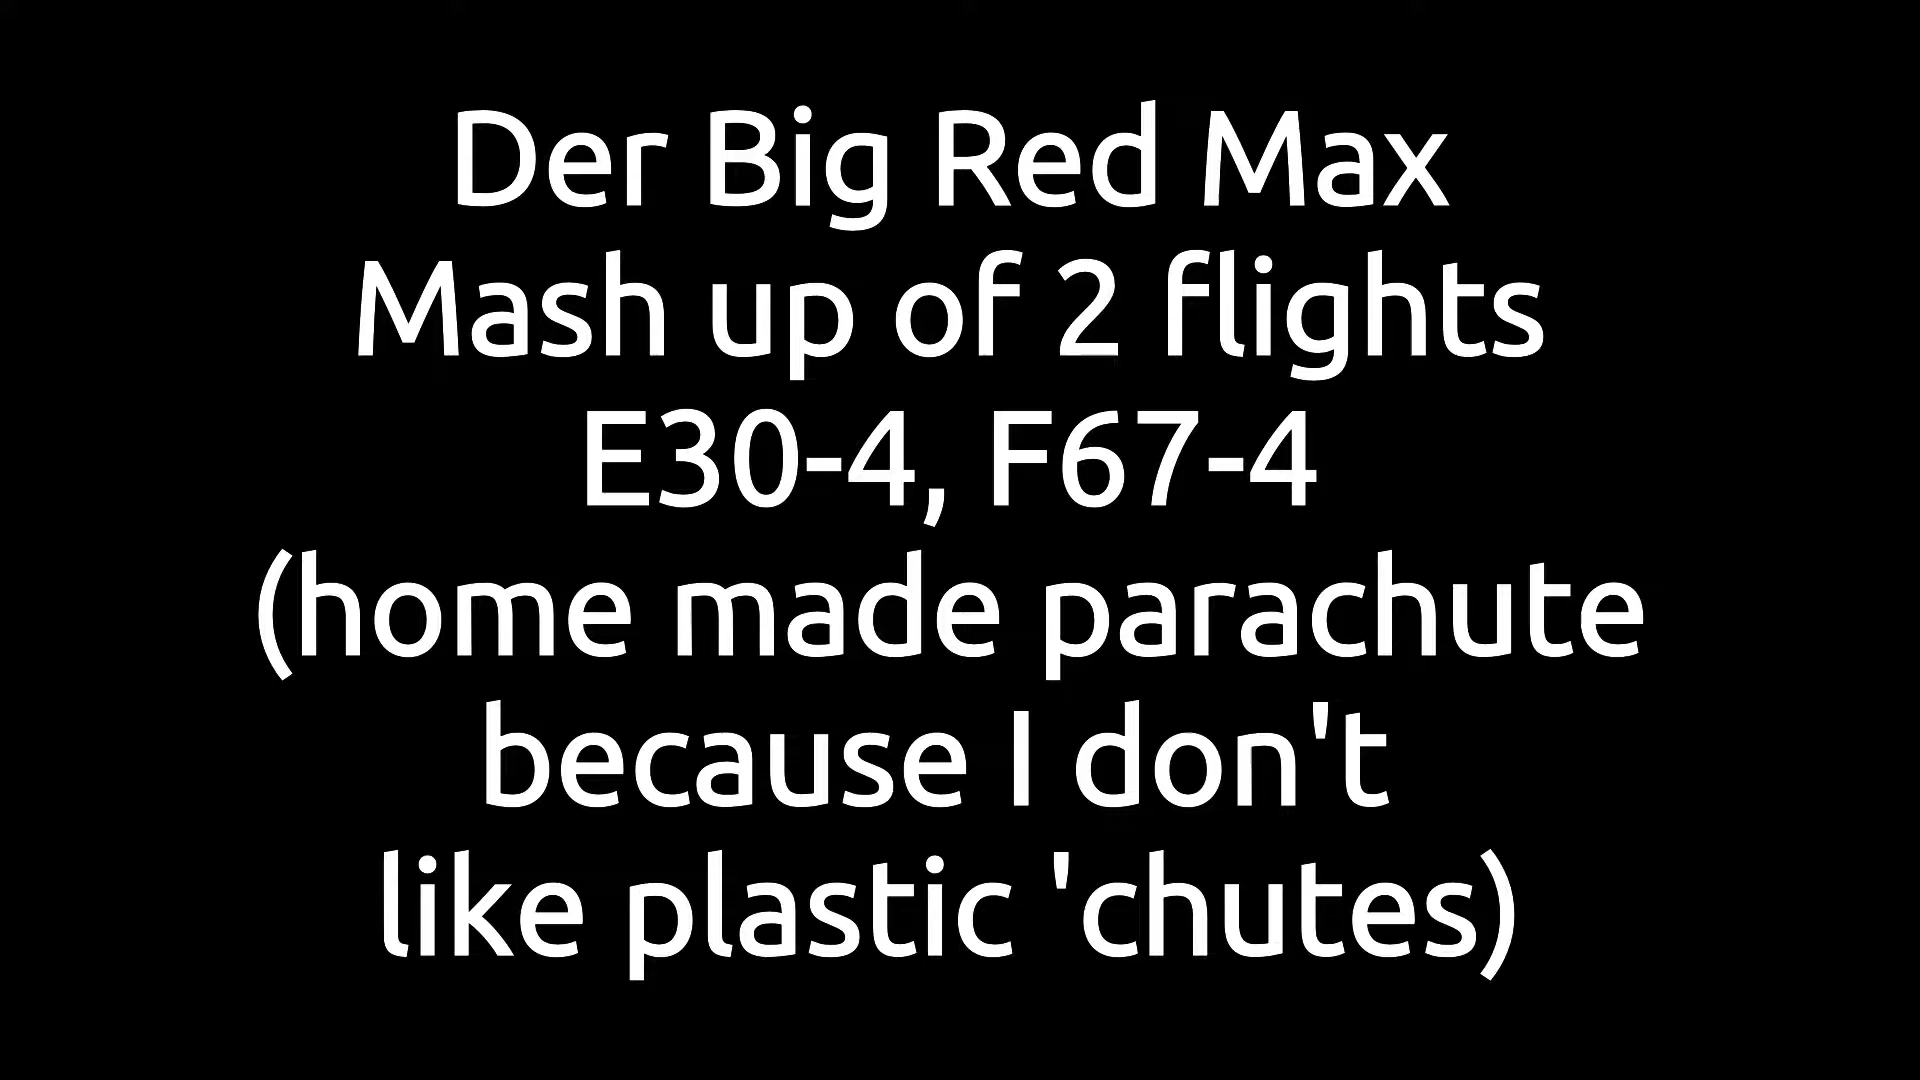 Der Big Red Max
Mash up of 2 flights
E30-4, F67-4
(home made parachute
because I don't
like plastic 'chutes)